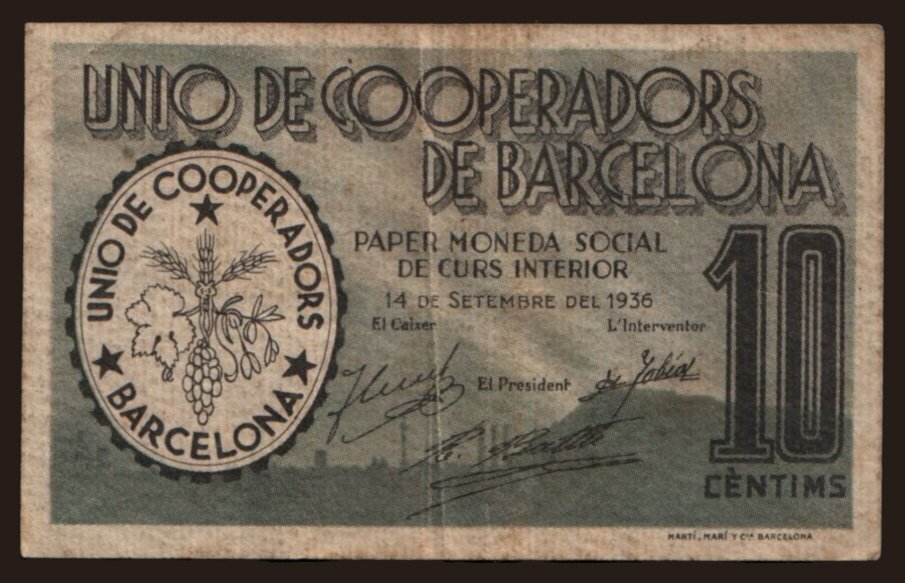 UNIO DE COOPERADORS
DE BARCELONA
UNIO DE COOPERADORS
BARCELONA
PAPER MONEDA SOCIAL
DE CURS INTERIOR
14 DE SETEMBRE DEL 1936
El Caixer
L'Interventor
El President
10
CÈNTIMS
MARTÍ, MARÍ Y Cía BARCELONA